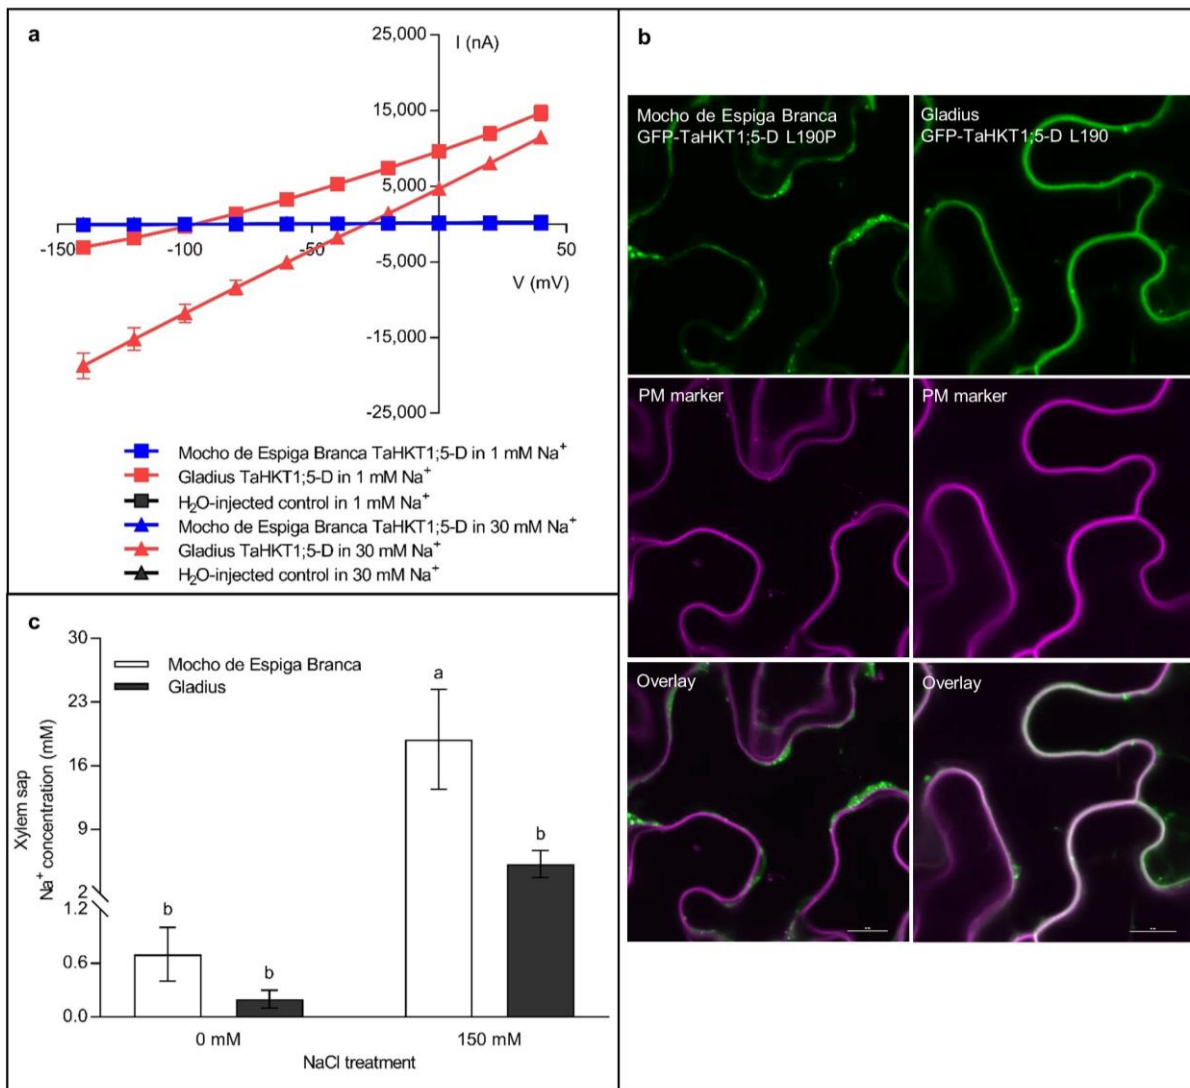 a
25,000
I (nA)
15,000
5,000
-150
-100
-50
50
-5,000
V (mV)
-15,000
-25,000
Mocho de Espiga Branca TaHKT1;5-D in 1 mM Na⁺
Gladius TaHKT1;5-D in 1 mM Na⁺
H₂O-injected control in 1 mM Na⁺
Mocho de Espiga Branca TaHKT1;5-D in 30 mM Na⁺
Gladius TaHKT1;5-D in 30 mM Na⁺
H₂O-injected control in 30 mM Na⁺
b
Mocho de Espiga Branca
GFP-TaHKT1;5-D L190P
Gladius
GFP-TaHKT1;5-D L190
PM marker
PM marker
Overlay
Overlay
c
Mocho de Espiga Branca
Gladius
Xylem sap
Na⁺ concentration (mM)
30
23
16
9
2
1.2
0.6
0.0
b
b
a
b
0 mM
150 mM
NaCl treatment